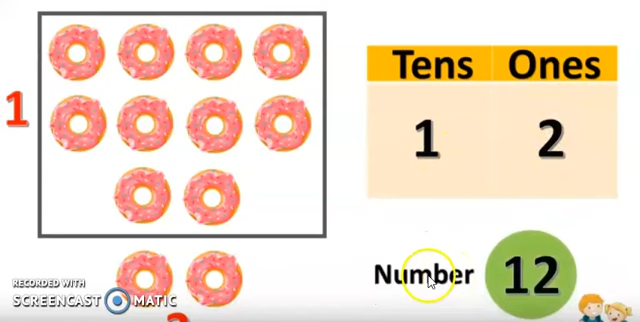 1
Tens Ones
1 2
Number 12
RECORDED WITH
SCREENCAST MATIC